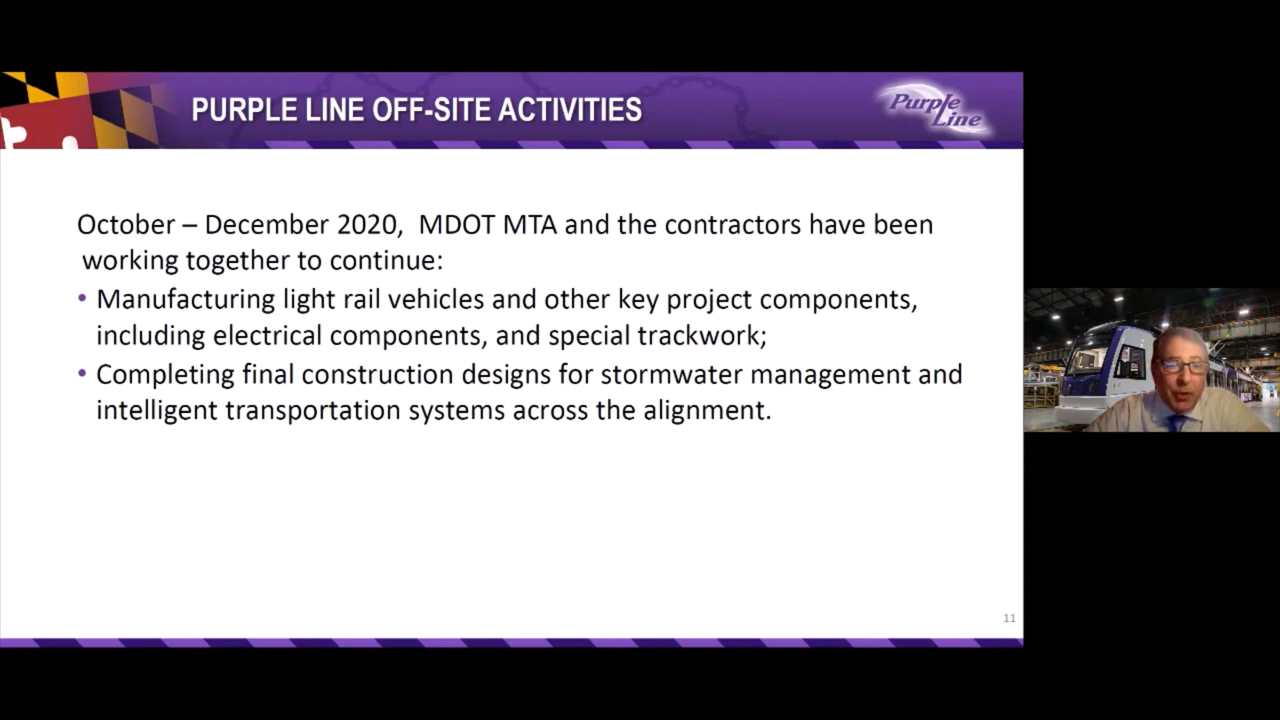 PURPLE LINE OFF-SITE ACTIVITIES
Purple
Line
October – December 2020, MDOT MTA and the contractors have been
working together to continue:
• Manufacturing light rail vehicles and other key project components,
including electrical components, and special trackwork;
• Completing final construction designs for stormwater management and
intelligent transportation systems across the alignment.
11